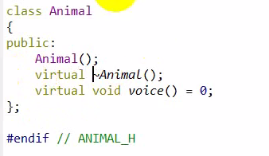 class Animal
{
public:
    Animal();
    virtual ~Animal();
    virtual void voice() = 0;
};

#endif // ANIMAL_H